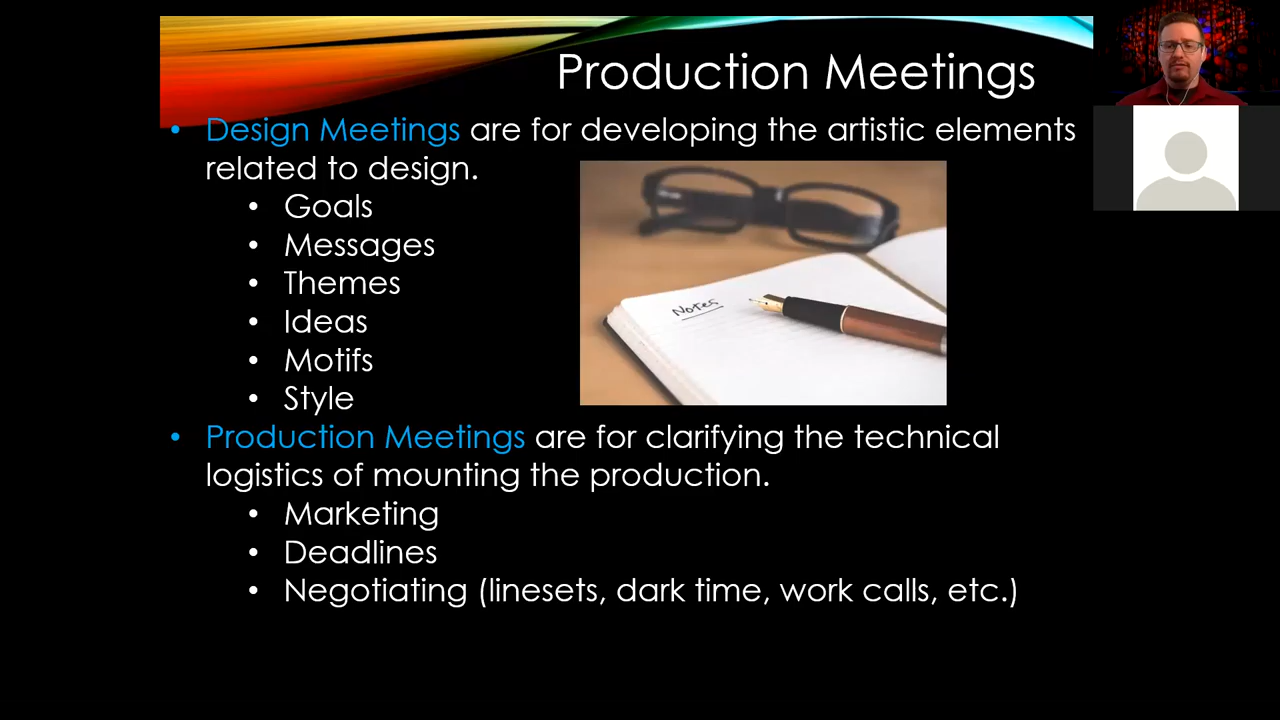 Production Meetings
• Design Meetings are for developing the artistic elements
related to design.
• Goals
• Messages
• Themes
• Ideas
• Motifs
• Style
Notes
• Production Meetings are for clarifying the technical
logistics of mounting the production.
• Marketing
• Deadlines
• Negotiating (linesets, dark time, work calls, etc.)